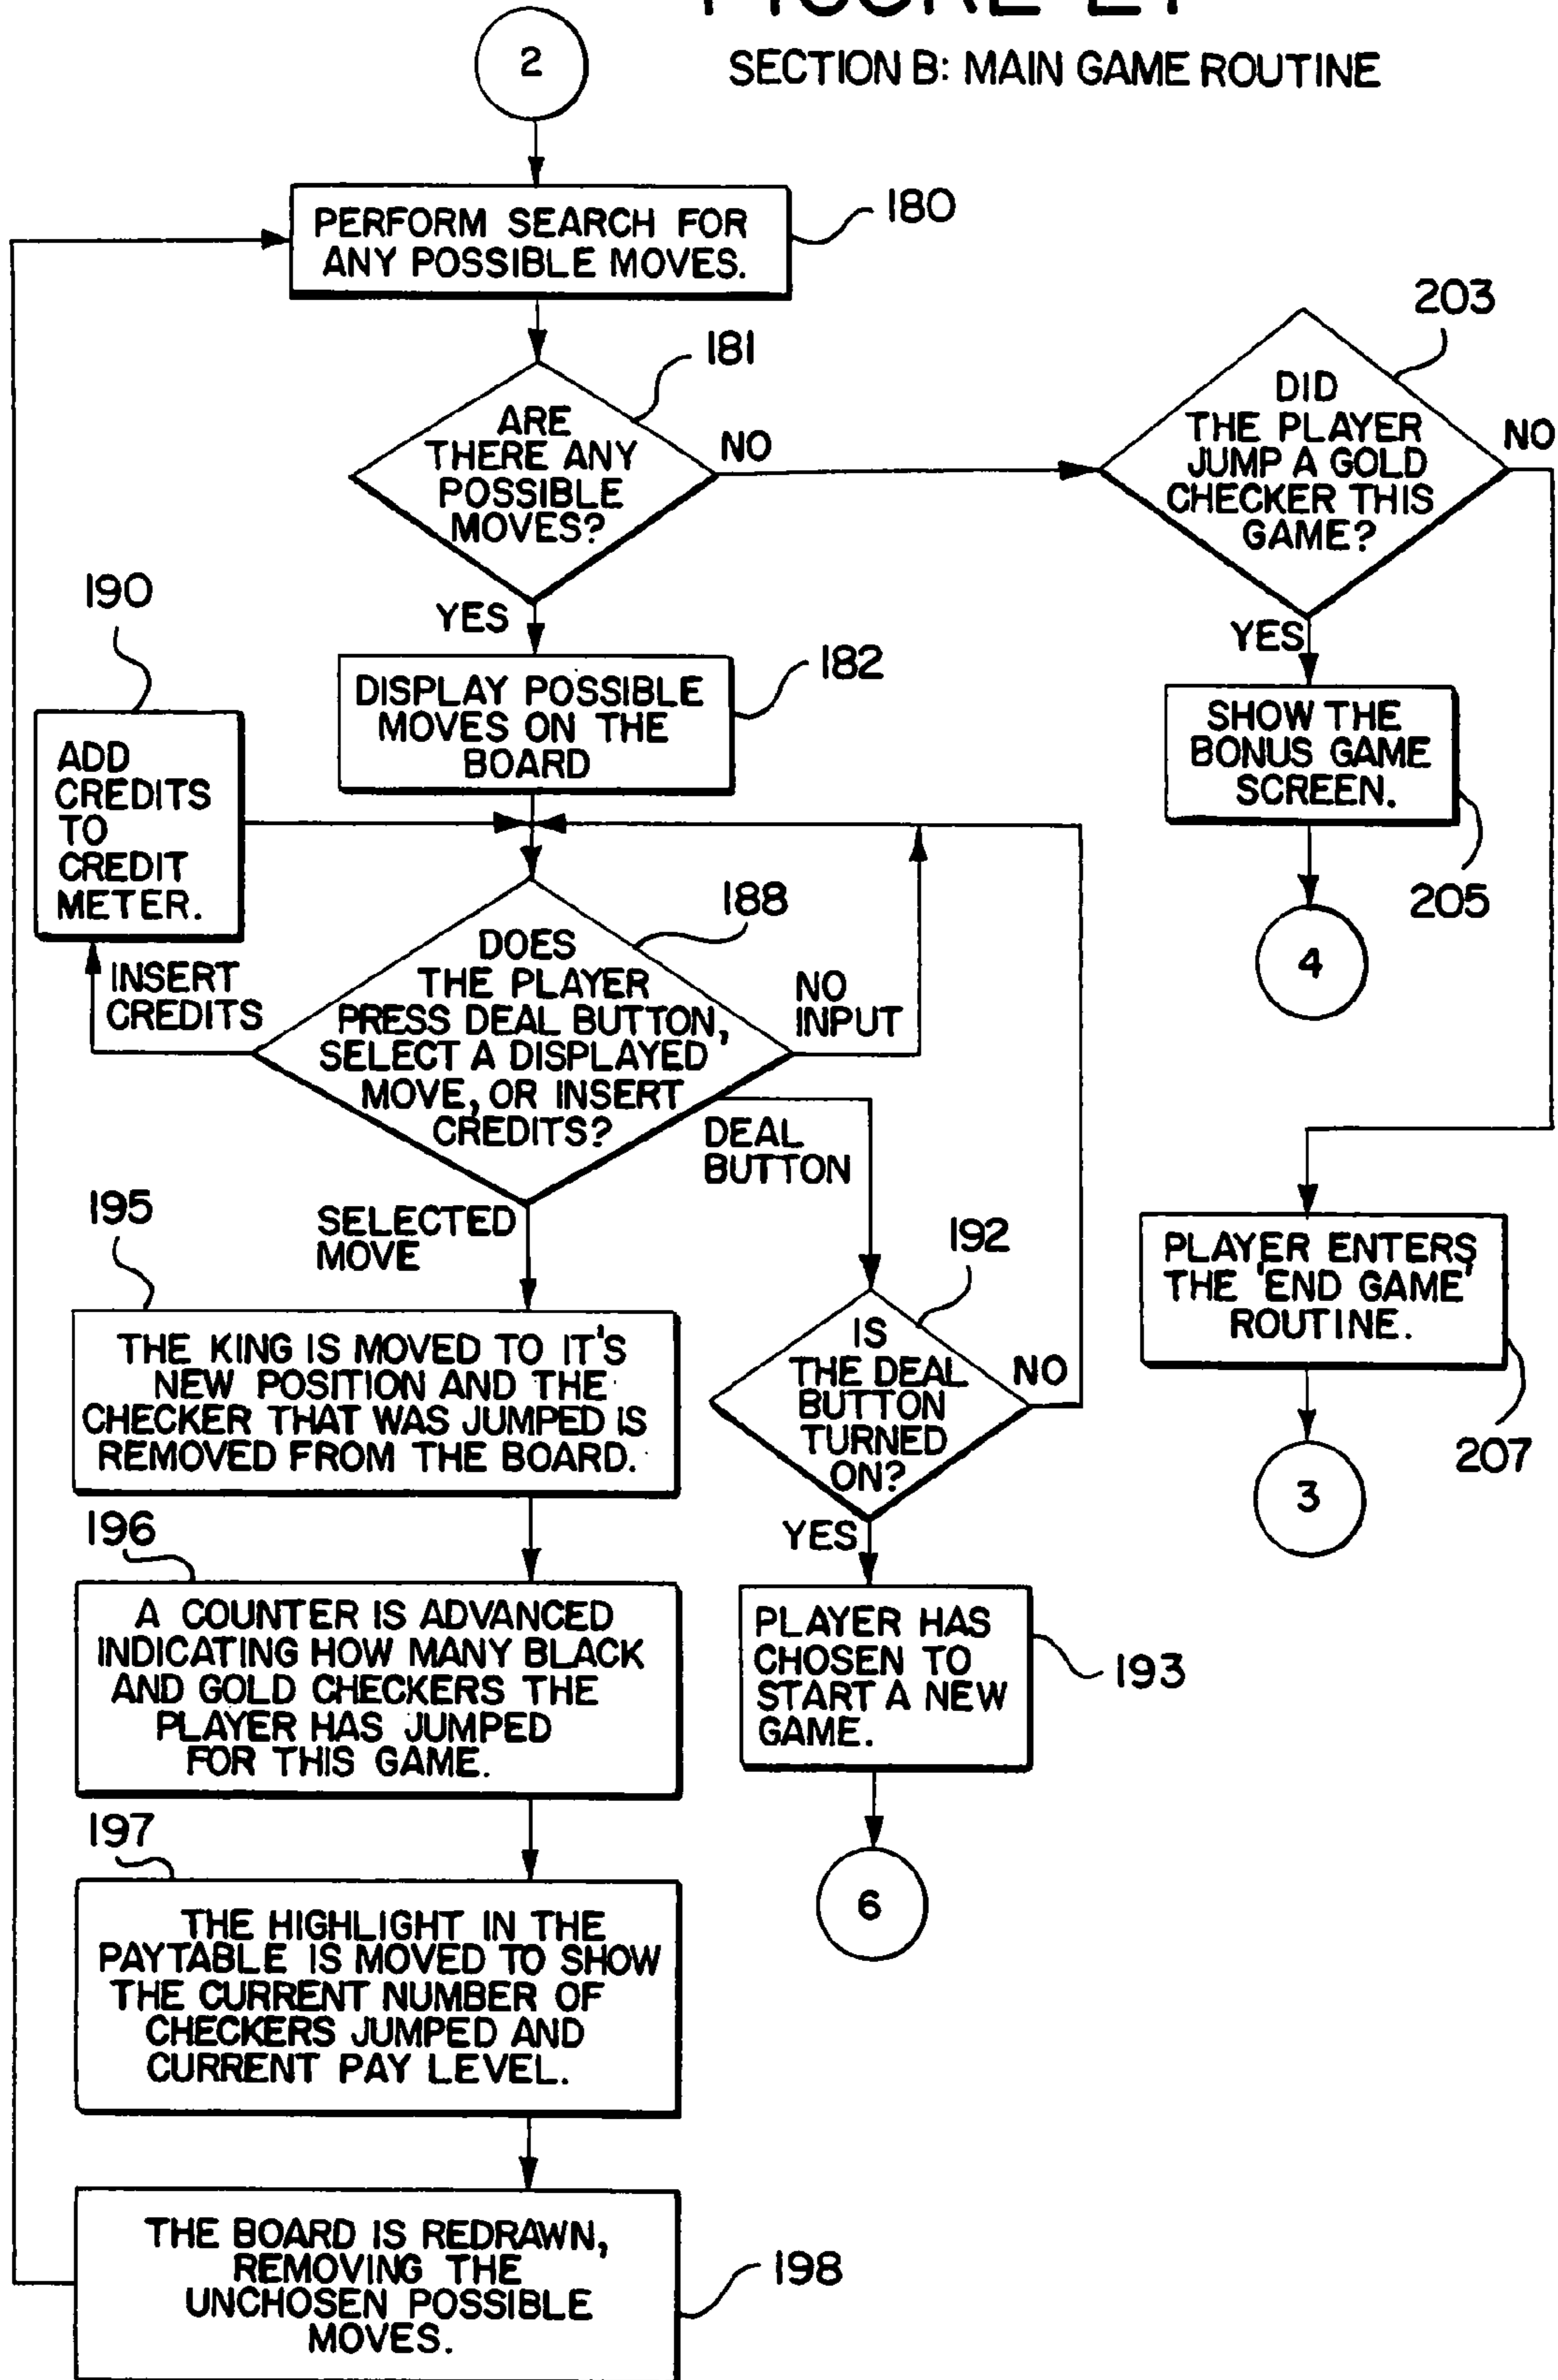 SECTION B: MAIN GAME ROUTINE
2
PERFORM SEARCH FOR
ANY POSSIBLE MOVES.
180
181
ARE
THERE ANY
POSSIBLE
MOVES?
NO
YES
203
DID
THE PLAYER
JUMP A GOLD
CHECKER THIS
GAME?
NO
YES
182
DISPLAY POSSIBLE
MOVES ON THE
BOARD
190
ADD
CREDITS
TO
CREDIT
METER.
SHOW THE
BONUS GAME
SCREEN.
205
4
INSERT
CREDITS
188
DOES
THE PLAYER
PRESS DEAL BUTTON,
SELECT A DISPLAYED
MOVE, OR INSERT
CREDITS?
NO
INPUT
DEAL
BUTTON
SELECTED
MOVE
195
THE KING IS MOVED TO IT'S
NEW POSITION AND THE
CHECKER THAT WAS JUMPED IS
REMOVED FROM THE BOARD.
192
IS
THE DEAL
BUTTON
TURNED
ON?
NO
YES
PLAYER ENTERS
THE 'END GAME'
ROUTINE.
207
3
196
A COUNTER IS ADVANCED
INDICATING HOW MANY BLACK
AND GOLD CHECKERS THE
PLAYER HAS JUMPED
FOR THIS GAME.
PLAYER HAS
CHOSEN TO
START A NEW
GAME.
193
6
197
THE HIGHLIGHT IN THE
PAYTABLE IS MOVED TO SHOW
THE CURRENT NUMBER OF
CHECKERS JUMPED AND
CURRENT PAY LEVEL.
THE BOARD IS REDRAWN,
REMOVING THE
UNCHOSEN POSSIBLE
MOVES.
198